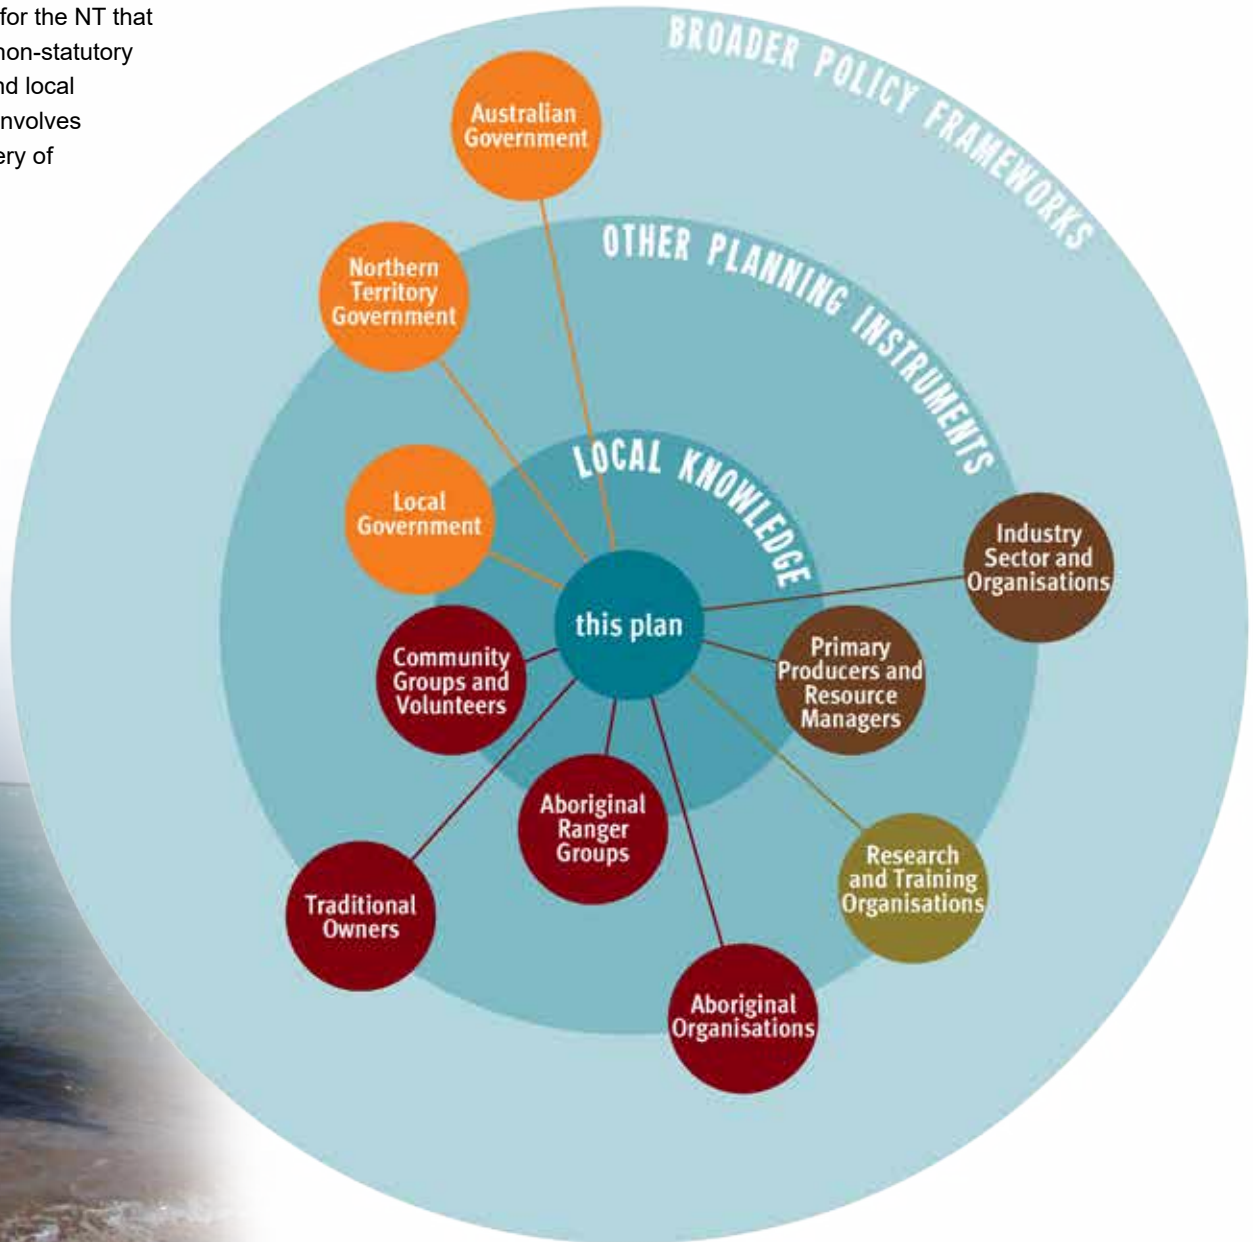 for the NT that
non-statutory
nd local
nvolves
ery of
BROADER POLICY FRAMEWORKS
OTHER PLANNING INSTRUMENTS
LOCAL KNOWLEDGE
Australian
Government
Northern
Territory
Government
Local
Government
this plan
Industry
Sector and
Organisations
Primary
Producers and
Resource
Managers
Community
Groups and
Volunteers
Aboriginal
Ranger
Groups
Research
and Training
Organisations
Traditional
Owners
Aboriginal
Organisations